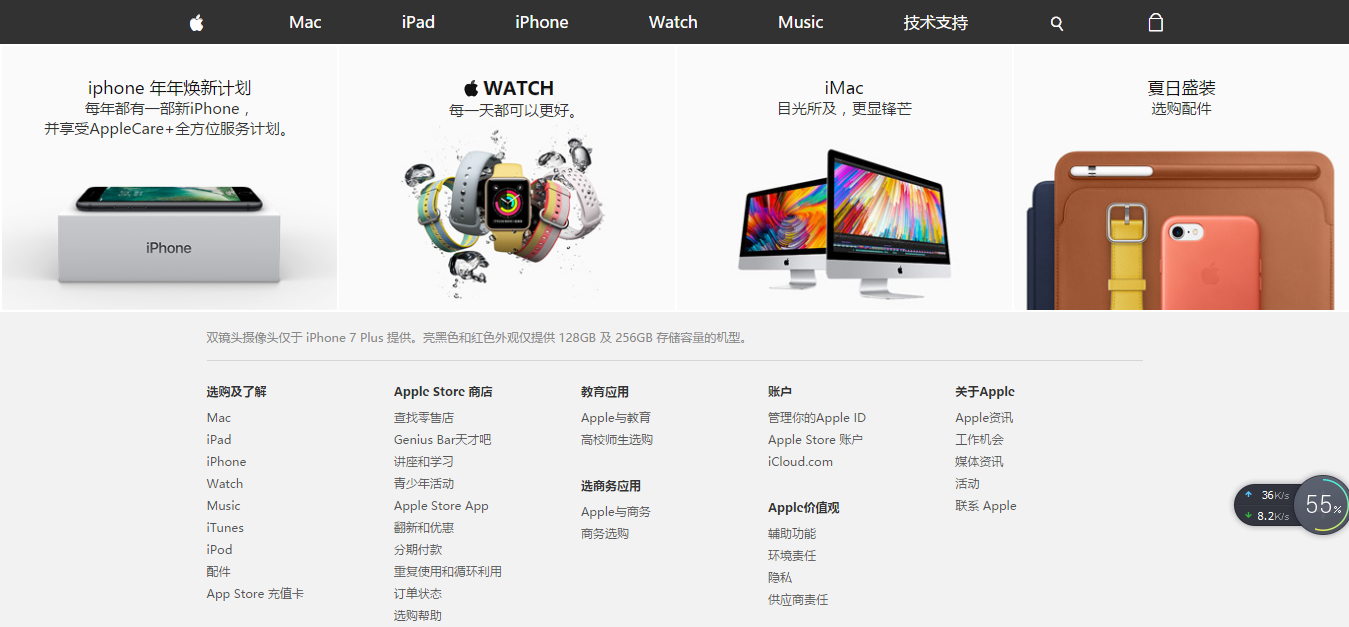 Mac iPad iPhone Watch Music 技术支持
iphone 年年焕新计划
每年都有一部新iPhone，
并享受AppleCare+全方位服务计划。
iPhone
WATCH
每一天都可以更好。
iMac
目光所及，更显锋芒
夏日盛装
选购配件
双镜头摄像头仅于 iPhone 7 Plus 提供。亮黑色和红色外观仅提供 128GB 及 256GB 存储容量的机型。
选购及了解
Mac
iPad
iPhone
Watch
Music
iTunes
iPod
配件
App Store 充值卡
Apple Store 商店
查找零售店
Genius Bar天才吧
讲座和学习
青少年活动
Apple Store App
翻新和优惠
分期付款
重复使用和循环利用
订单状态
选购帮助
教育应用
Apple与教育
高校师生选购
选商务应用
Apple与商务
商务选购
账户
管理你的Apple ID
Apple Store 账户
iCloud.com
Apple价值观
辅助功能
环境责任
隐私
供应商责任
关于Apple
Apple资讯
工作机会
媒体资讯
活动
联系 Apple
36K/s
8.2K/s
55%